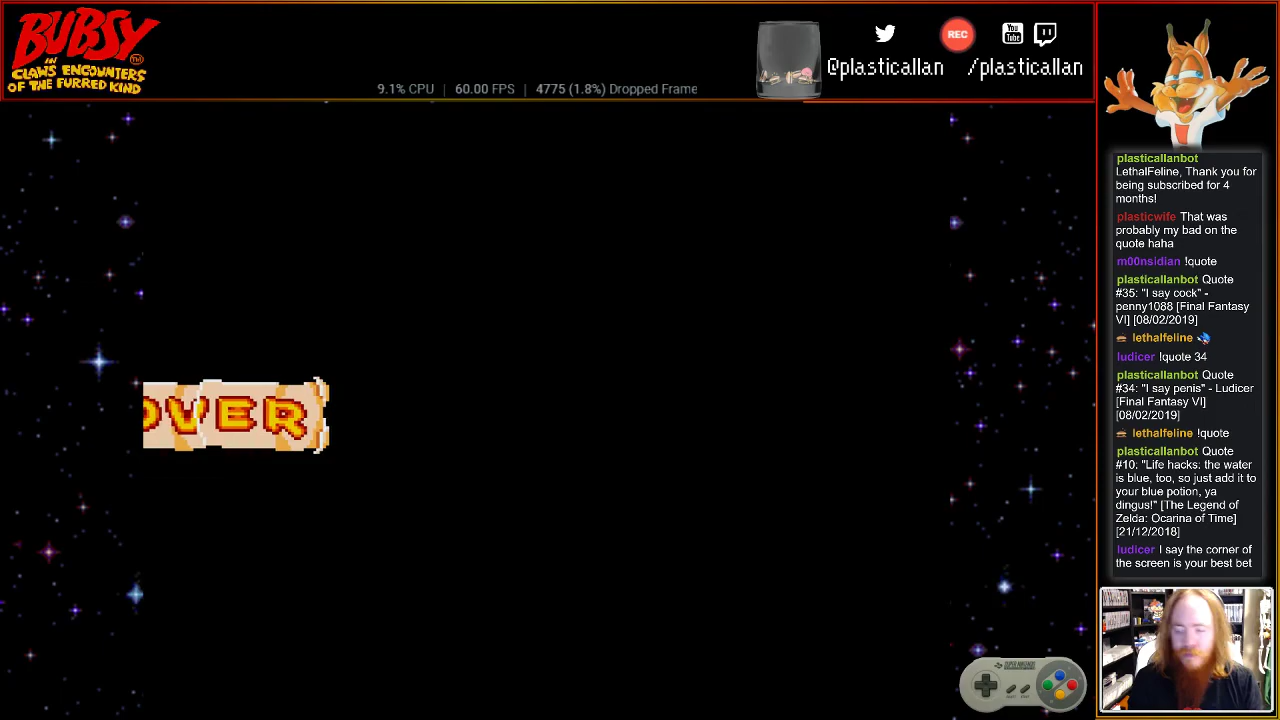 BUBSY
IN
CLAWS ENCOUNTERS
OF THE FURRED KIND
TM
9.1% CPU | 60.00 FPS | 4775 (1.8%) Dropped Frame
REC
You
Tube
@plasticallan
/plasticallan
OVER
plasticallanbot
LethalFeline, Thank you for
being subscribed for 4
months!
plasticwife That was
probably my bad on the
quote haha
m00nsidian !quote
plasticallanbot Quote
#35: "I say cock" -
penny1088 [Final Fantasy
VI] [08/02/2019]
lethalfeline
ludicer !quote 34
plasticallanbot Quote
#34: "I say penis" - Ludicer
[Final Fantasy VI]
[08/02/2019]
lethalfeline !quote
plasticallanbot Quote
#10: "Life hacks: the water
is blue, too, so just add it to
your blue potion, ya
dingus!" [The Legend of
Zelda: Ocarina of Time]
[21/12/2018]
ludicer I say the corner of
the screen is your best bet